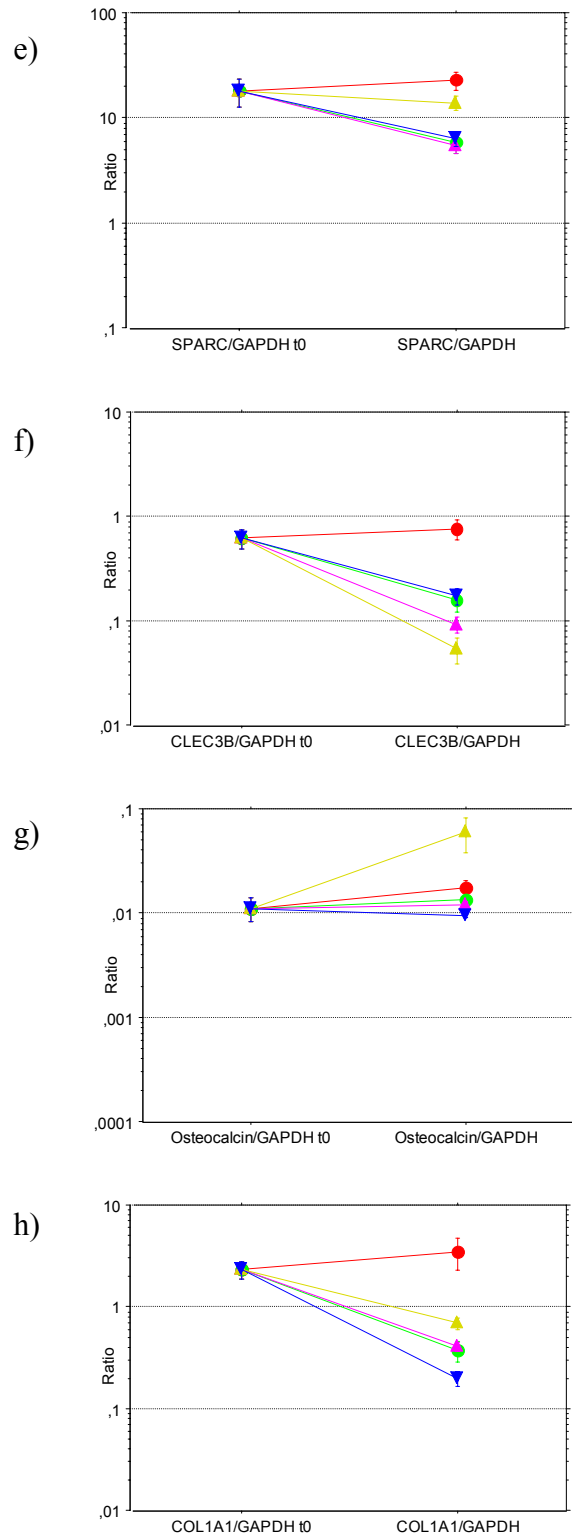 e)
100
10
1
,1
Ratio
SPARC/GAPDH t0 SPARC/GAPDH
f)
10
1
,1
,01
Ratio
CLEC3B/GAPDH t0 CLEC3B/GAPDH
g)
,1
,01
,001
,0001
Ratio
Osteocalcin/GAPDH t0 Osteocalcin/GAPDH
h)
10
1
,1
,01
Ratio
COL1A1/GAPDH t0 COL1A1/GAPDH